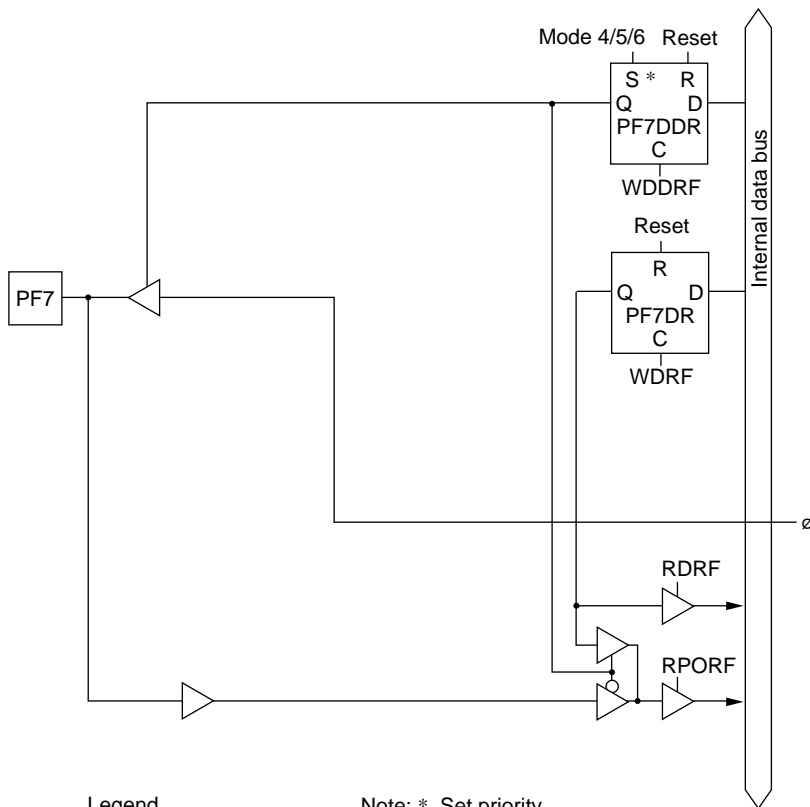 Mode 4/5/6 Reset
S * R
Q D
PF7DDR
C
WDDRF
Internal data bus
Reset
R
Q D
PF7DR
C
WDRF
PF7
ø
RDRF
RPORF
Legend
Note: * Set priority